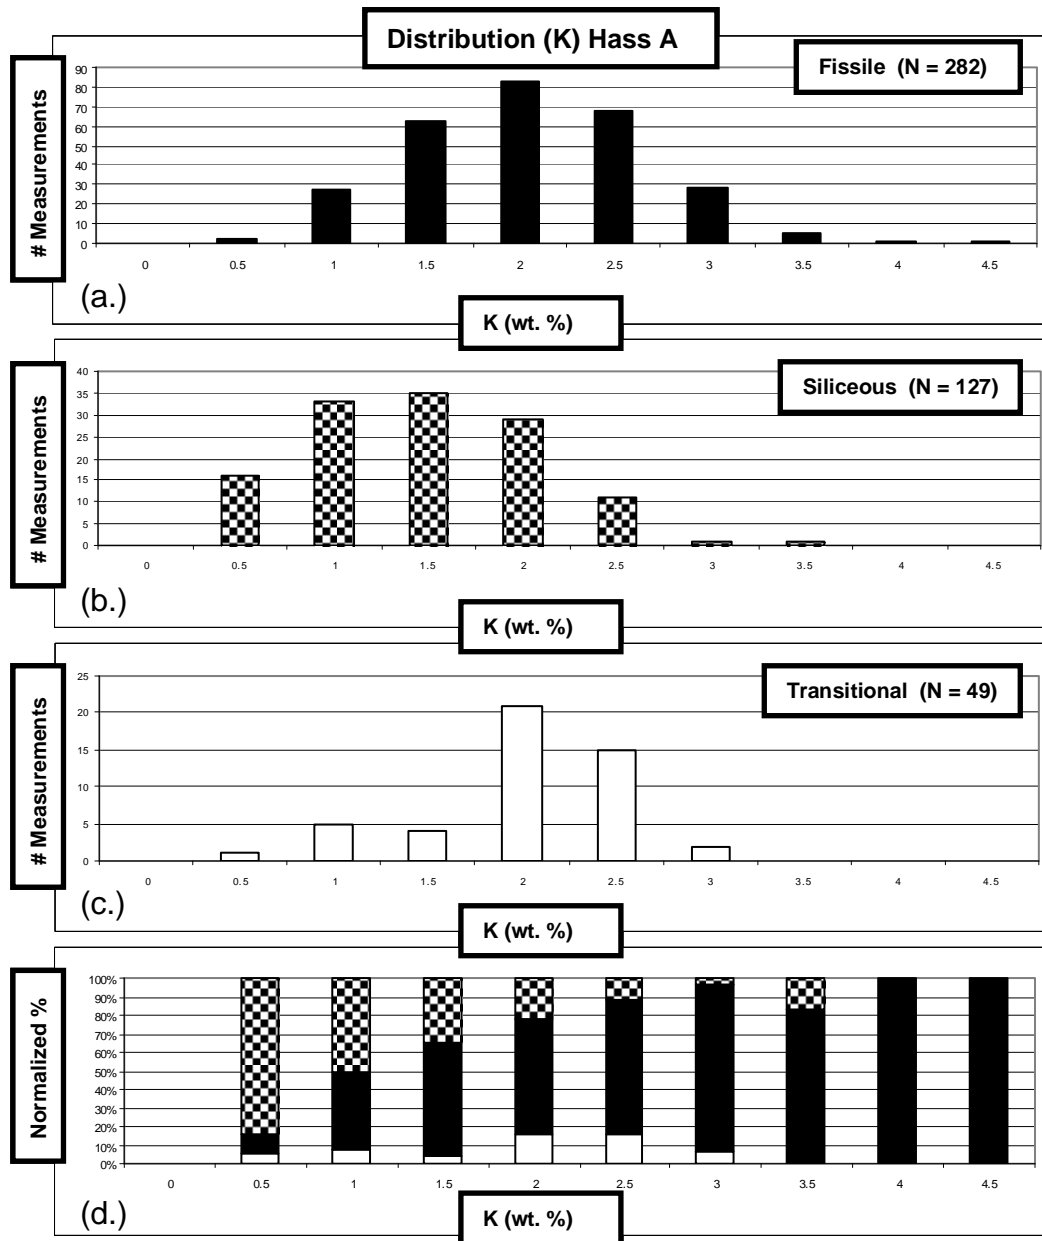 Distribution (K) Hass A
Fissile (N = 282)
# Measurements
90
80
70
60
50
40
30
20
10
0
0 0.5 1 1.5 2 2.5 3 3.5 4 4.5
(a.)
K (wt. %)
Siliceous (N = 127)
# Measurements
40
35
30
25
20
15
10
5
0
0 0.5 1 1.5 2 2.5 3 3.5 4 4.5
(b.)
K (wt. %)
Transitional (N = 49)
# Measurements
25
20
15
10
5
0
0 0.5 1 1.5 2 2.5 3 3.5 4 4.5
(c.)
K (wt. %)
Normalized %
100%
90%
80%
70%
60%
50%
40%
30%
20%
10%
0%
0 0.5 1 1.5 2 2.5 3 3.5 4 4.5
(d.)
K (wt. %)